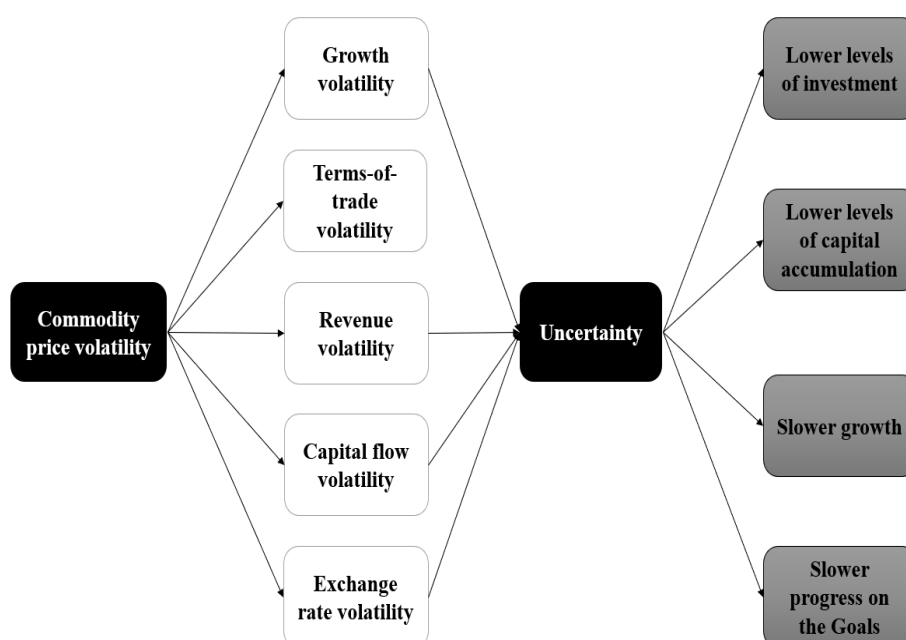 Growth
volatility
Terms-of-
trade
volatility
Commodity
price volatility
Revenue
volatility
Capital flow
volatility
Exchange
rate volatility
Uncertainty
Lower levels
of investment
Lower levels
of capital
accumulation
Slower growth
Slower
progress on
the Goals